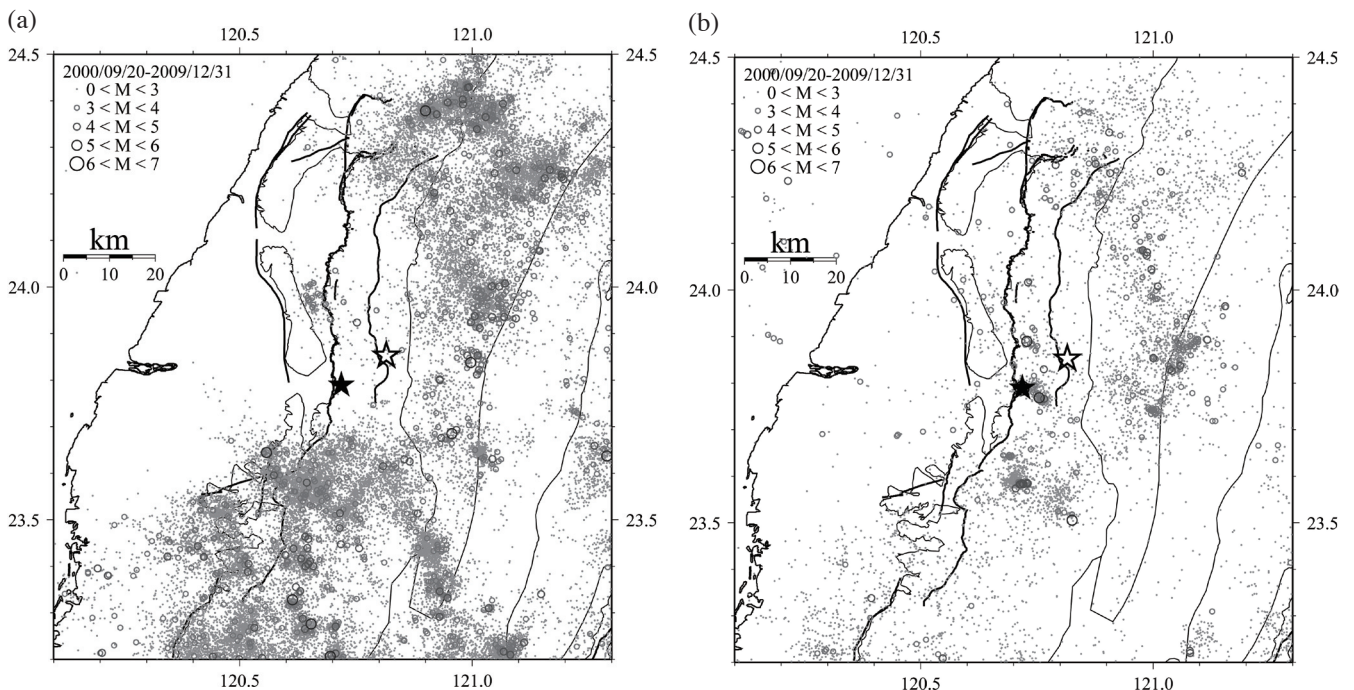 (a)
120.5 121.0
24.5 24.5
2000/09/20-2009/12/31
0 < M < 3
3 < M < 4
4 < M < 5
5 < M < 6
6 < M < 7
km
0 10 20
24.0 24.0
23.5 23.5
120.5 121.0
(b)
120.5 121.0
24.5 24.5
2000/09/20-2009/12/31
0 < M < 3
3 < M < 4
4 < M < 5
5 < M < 6
6 < M < 7
km
0 10 20
24.0
23.5
120.5 121.0